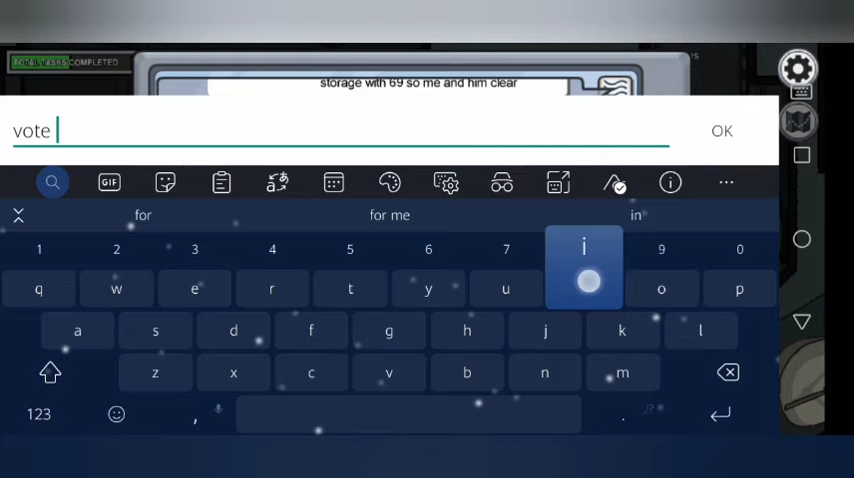 TOTAL TASKS COMPLETED
storage with 69 so me and him clear
vote
OK
GIF
for
for me
in
1 2 3 4 5 6 7 9 0
i
q w e r t y u o p
a s d f g h j k l
z x c v b n m
123 , . ,!?